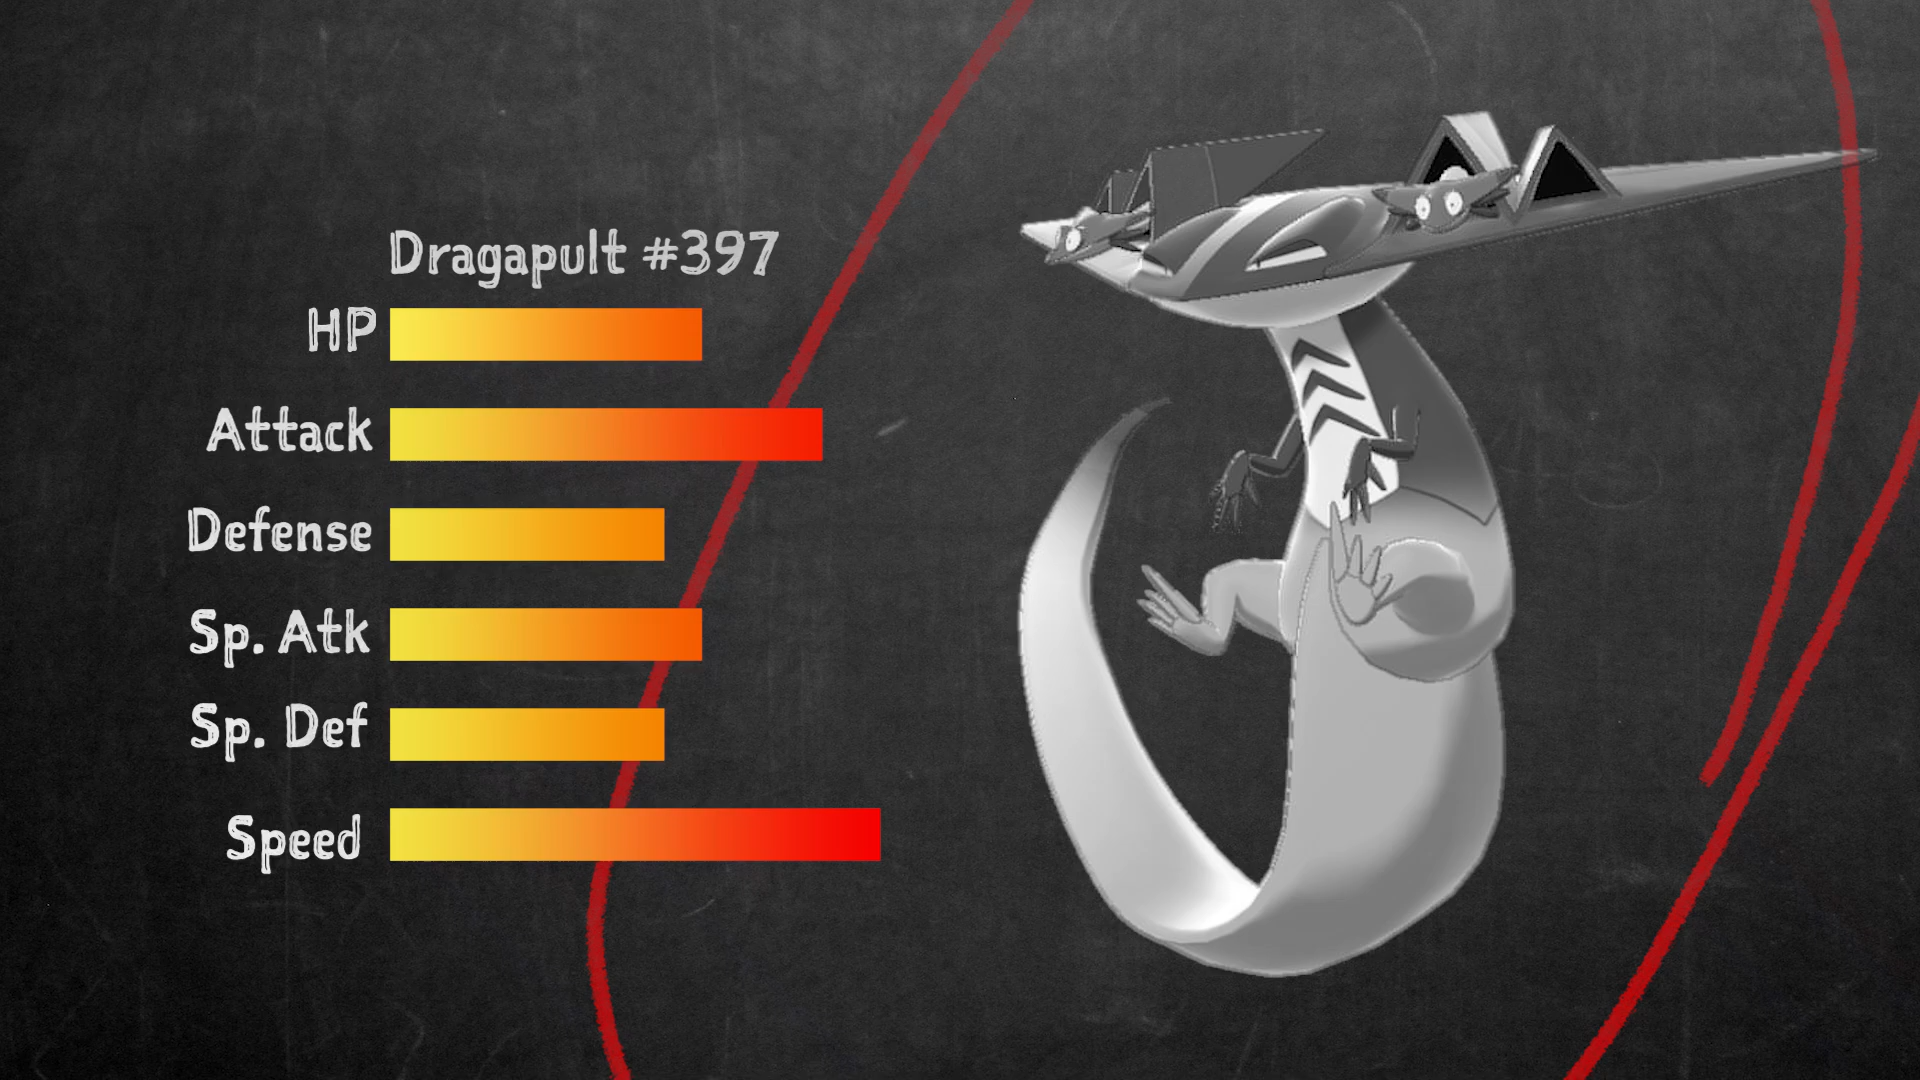 Dragapult #397
HP
Attack
Defense
Sp. Atk
Sp. Def
Speed